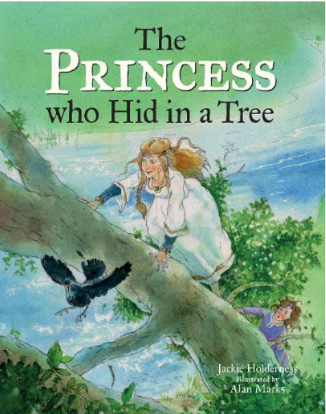 The
PRINCESS
who Hid in a Tree
Jackie Holderness
Illustrated by
Alan Marks